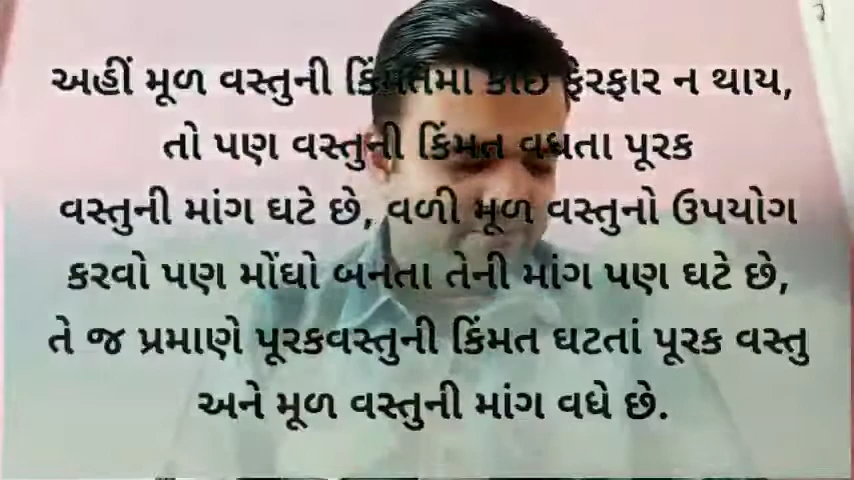 અહીં મૂળ વસ્તુની કિંમતમા કાંઇ ફેરફાર ન થાય,
તો પણ વસ્તુની કિંમત વધતા પૂરક
વસ્તુની માંગ ઘટે છે, વળી મૂળ વસ્તુનો ઉપયોગ
કરવો પણ મોંઘો બનતા તેની માંગ પણ ઘટે છે,
તે જ પ્રમાણે પૂરકવસ્તુની કિંમત ઘટતાં પૂરક વસ્તુ
અને મૂળ વસ્તુની માંગ વધે છે.